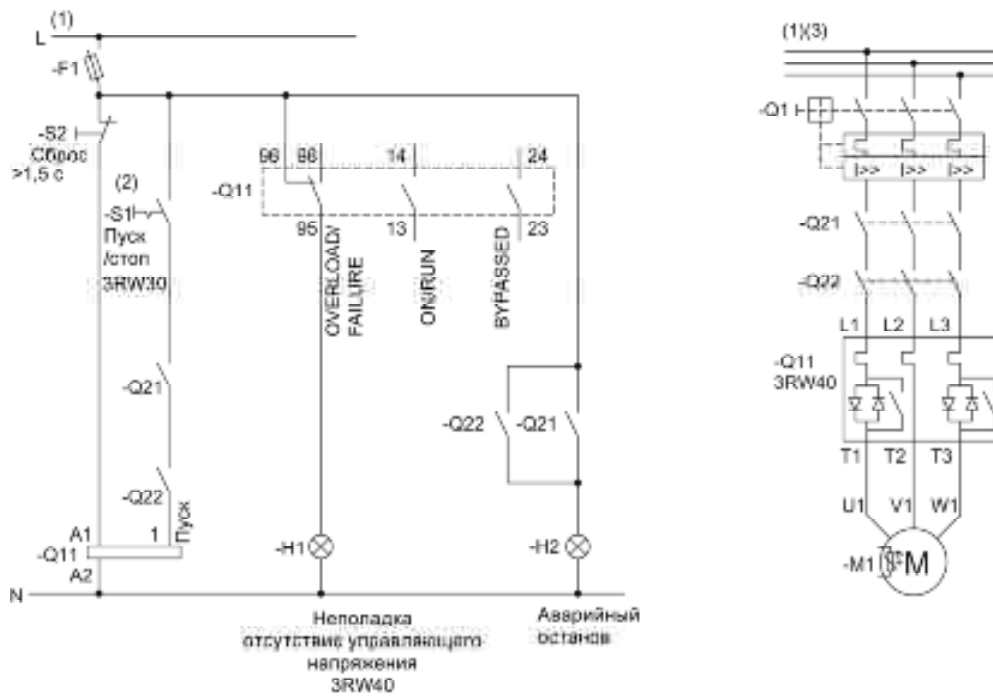 (1)
L
-F1
-S2
Сброс
>1,5 с
(2)
-S1
Пуск
/стоп
3RW30
-Q21
-Q22
Пуск
A1
1
-Q11
A2
N
96
98
14
24
-Q11
95
13
23
OVERLOAD/
FAILURE
ON/RUN
BYPASSED
-Q22
-Q21
-H1
-H2
Неполадка
отсутствие управляющего
напряжения
3RW40
Аварийный
останов
(1)(3)
-Q1
I>>
I>>
I>>
-Q21
-Q22
L1
L2
L3
-Q11
3RW40
T1
T2
T3
U1
V1
W1
-M1
M